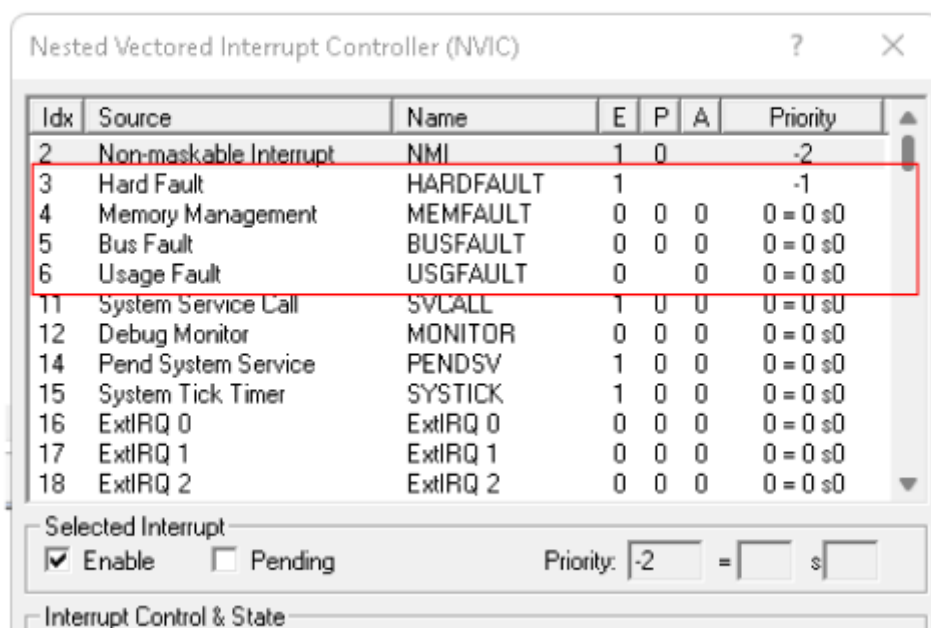 Nested Vectored Interrupt Controller (NVIC) ? ×
Idx Source Name E P A Priority
2 Non-maskable Interrupt NMI 1 0 -2
3 Hard Fault HARDFAULT 1 -1
4 Memory Management MEMFAULT 0 0 0 0 = 0 s0
5 Bus Fault BUSFAULT 0 0 0 0 = 0 s0
6 Usage Fault USGFAULT 0 0 0 = 0 s0
11 System Service Call SVCALL 1 0 0 0 = 0 s0
12 Debug Monitor MONITOR 0 0 0 0 = 0 s0
14 Pend System Service PENDSV 1 0 0 0 = 0 s0
15 System Tick Timer SYSTICK 1 0 0 0 = 0 s0
16 ExtIRQ 0 ExtIRQ 0 0 0 0 0 = 0 s0
17 ExtIRQ 1 ExtIRQ 1 0 0 0 0 = 0 s0
18 ExtIRQ 2 ExtIRQ 2 0 0 0 0 = 0 s0
Selected Interrupt
Enable Pending Priority: -2 = s
Interrupt Control & State